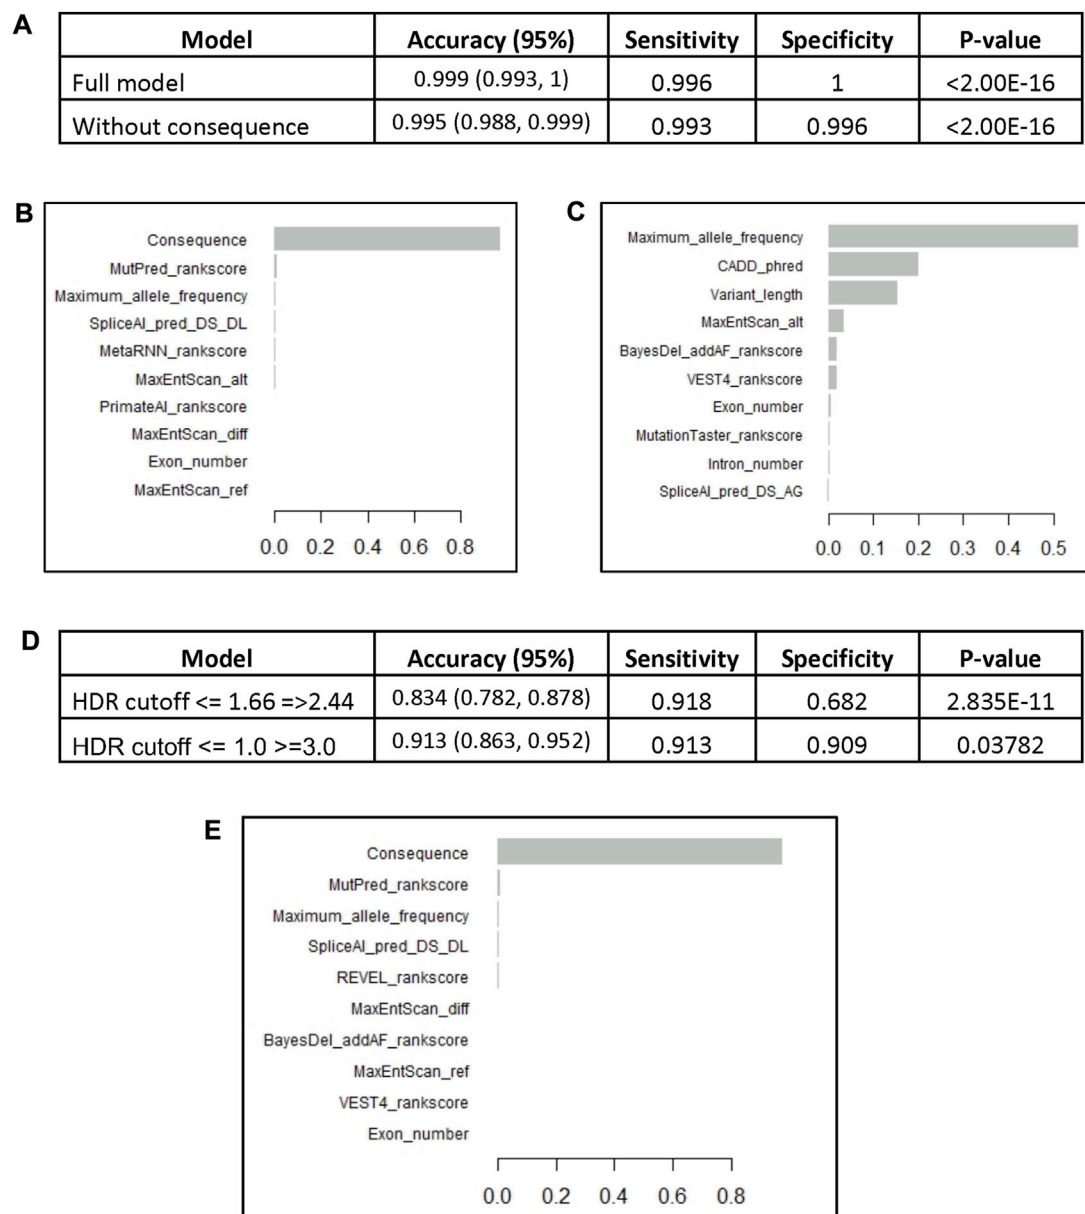 A
Model Accuracy (95%) Sensitivity Specificity P-value
Full model 0.999 (0.993, 1) 0.996 1 <2.00E-16
Without consequence 0.995 (0.988, 0.999) 0.993 0.996 <2.00E-16
B
Consequence
MutPred_rankscore
Maximum_allele_frequency
SpliceAI_pred_DS_DL
MetaRNN_rankscore
MaxEntScan_alt
PrimateAI_rankscore
MaxEntScan_diff
Exon_number
MaxEntScan_ref
0.0 0.2 0.4 0.6 0.8
C
Maximum_allele_frequency
CADD_phred
Variant_length
MaxEntScan_alt
BayesDel_addAF_rankscore
VEST4_rankscore
Exon_number
MutationTaster_rankscore
Intron_number
SpliceAI_pred_DS_AG
0.0 0.1 0.2 0.3 0.4 0.5
D
Model Accuracy (95%) Sensitivity Specificity P-value
HDR cutoff <= 1.66 =>2.44 0.834 (0.782, 0.878) 0.918 0.682 2.835E-11
HDR cutoff <= 1.0 >=3.0 0.913 (0.863, 0.952) 0.913 0.909 0.03782
E
Consequence
MutPred_rankscore
Maximum_allele_frequency
SpliceAI_pred_DS_DL
REVEL_rankscore
MaxEntScan_diff
BayesDel_addAF_rankscore
MaxEntScan_ref
VEST4_rankscore
Exon_number
0.0 0.2 0.4 0.6 0.8